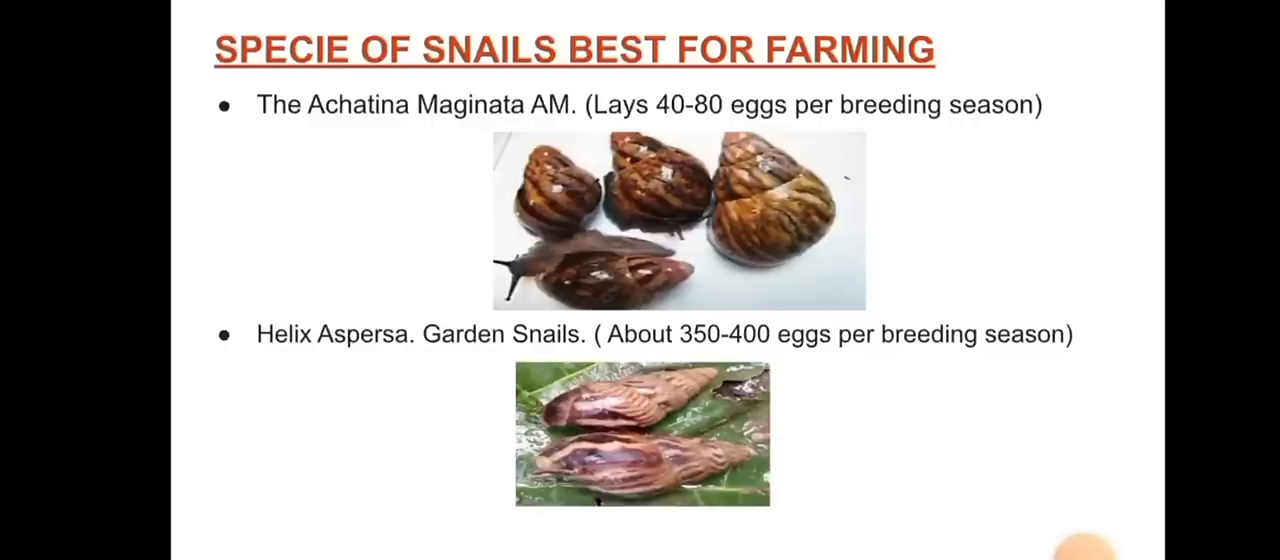 SPECIE OF SNAILS BEST FOR FARMING
● The Achatina Maginata AM. (Lays 40-80 eggs per breeding season)
● Helix Aspersa. Garden Snails. ( About 350-400 eggs per breeding season)